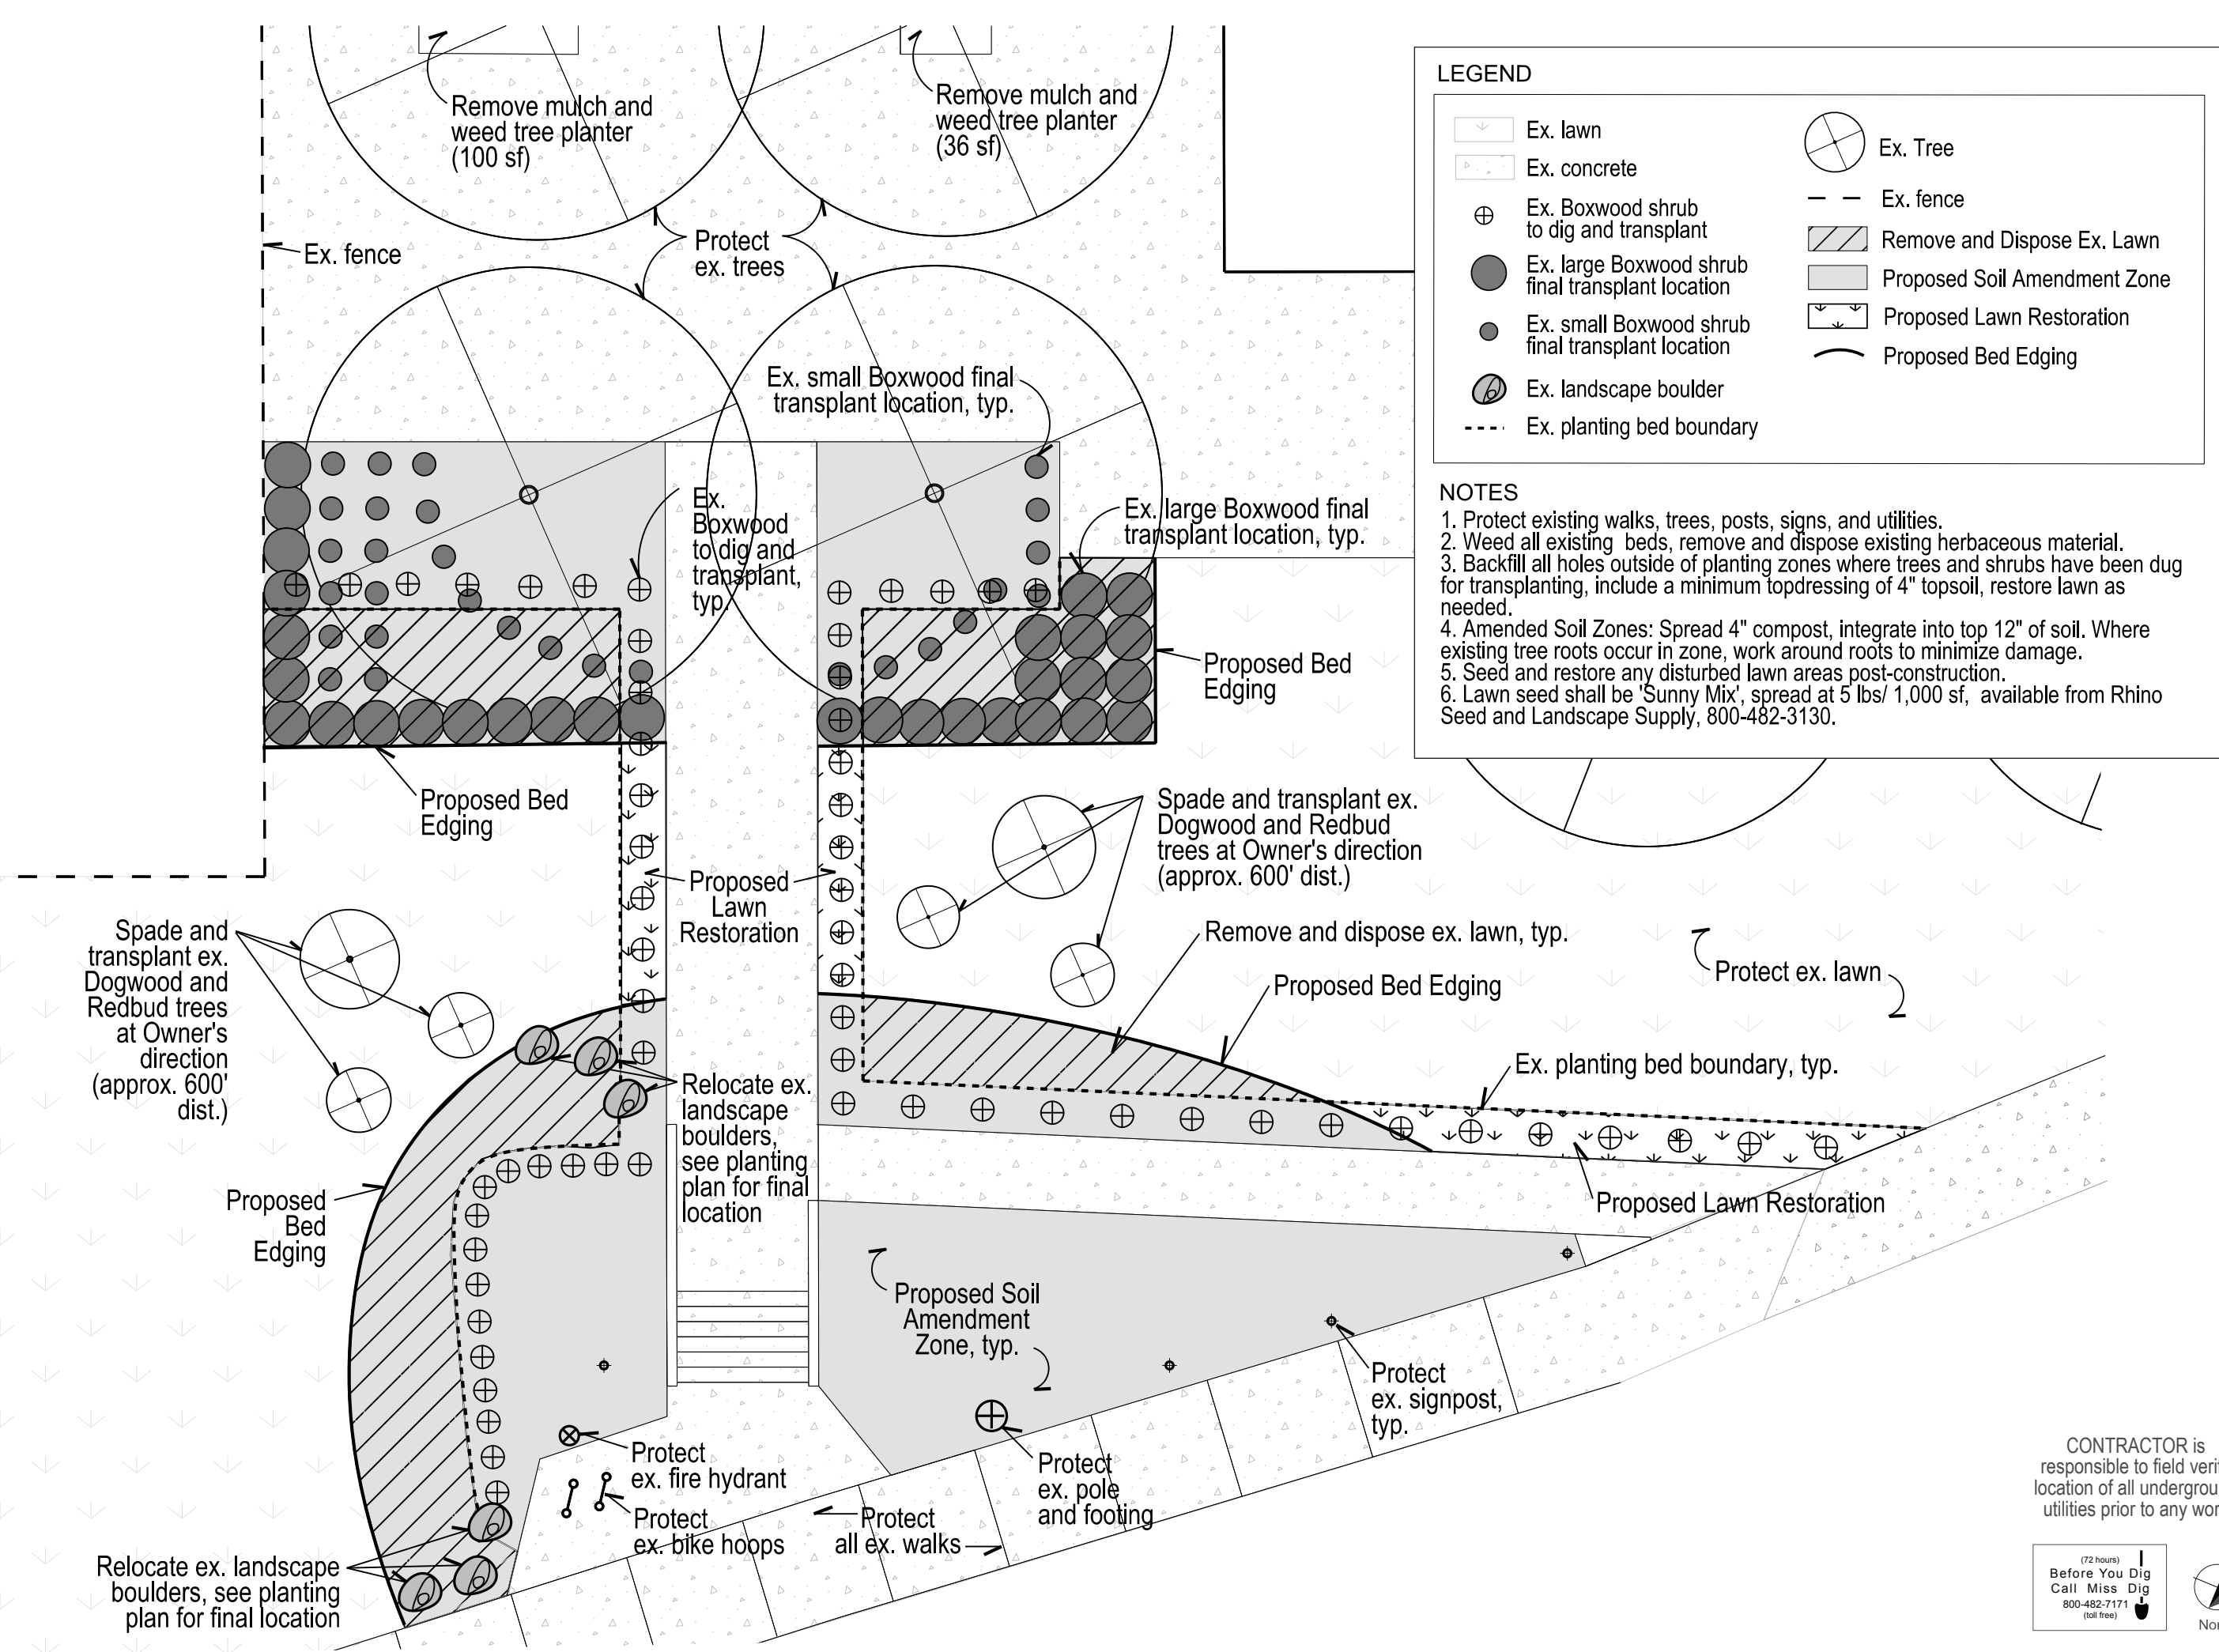 Remove mulch and
weed tree planter
(100 sf)
Remove mulch and
weed tree planter
(36 sf)
Ex. fence
Protect
ex. trees
Ex. small Boxwood final
transplant location, typ.
Ex.
Boxwood
to dig and
transplant,
typ.
Ex. large Boxwood final
transplant location, typ.
Proposed Bed
Edging
Proposed Bed
Edging
LEGEND
Ex. lawn
Ex. concrete
Ex. Boxwood shrub
to dig and transplant
Ex. large Boxwood shrub
final transplant location
Ex. small Boxwood shrub
final transplant location
Ex. landscape boulder
Ex. planting bed boundary
Ex. Tree
Ex. fence
Remove and Dispose Ex. Lawn
Proposed Soil Amendment Zone
Proposed Lawn Restoration
Proposed Bed Edging
NOTES
1. Protect existing walks, trees, posts, signs, and utilities.
2. Weed all existing beds, remove and dispose existing herbaceous material.
3. Backfill all holes outside of planting zones where trees and shrubs have been dug
for transplanting, include a minimum topdressing of 4" topsoil, restore lawn as
needed.
4. Amended Soil Zones: Spread 4" compost, integrate into top 12" of soil. Where
existing tree roots occur in zone, work around roots to minimize damage.
5. Seed and restore any disturbed lawn areas post-construction.
6. Lawn seed shall be 'Sunny Mix', spread at 5 lbs/ 1,000 sf, available from Rhino
Seed and Landscape Supply, 800-482-3130.
Spade and transplant ex.
Dogwood and Redbud
trees at Owner's direction
(approx. 600' dist.)
Proposed
Lawn
Restoration
Spade and
transplant ex.
Dogwood and
Redbud trees
at Owner's
direction
(approx. 600'
dist.)
Remove and dispose ex. lawn, typ.
Proposed Bed Edging
Protect ex. lawn
Ex. planting bed boundary, typ.
Relocate ex.
landscape
boulders,
see planting
plan for final
location
Proposed
Bed
Edging
Proposed Lawn Restoration
Proposed Soil
Amendment
Zone, typ.
Protect
ex. signpost,
typ.
Protect
ex. fire hydrant
Protect
ex. bike hoops
Protect
all ex. walks
Protect
ex. pole
and footing
Relocate ex. landscape
boulders, see planting
plan for final location
CONTRACTOR is
responsible to field verif
location of all undergrou
utilities prior to any wor
(72 hours)
Before You Dig
Call Miss Dig
800-482-7171
(toll free)
Nor